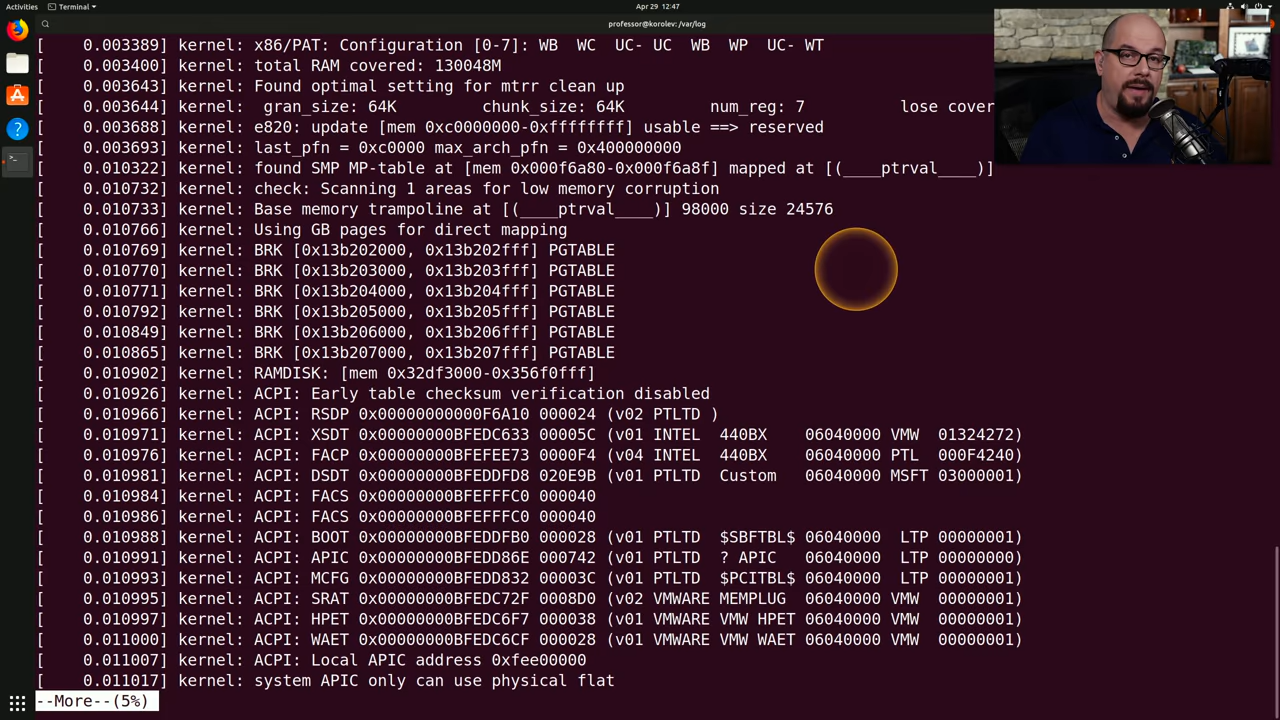 Activities
Terminal
Apr 29 12:47
professor@korolev: /var/log
[    0.003389] kernel: x86/PAT: Configuration [0-7]: WB  WC  UC- UC  WB  WP  UC- WT
[    0.003400] kernel: total RAM covered: 130048M
[    0.003643] kernel: Found optimal setting for mtrr clean up
[    0.003644] kernel:  gran_size: 64K         chunk_size: 64K         num_reg: 7          lose cover
[    0.003688] kernel: e820: update [mem 0xc0000000-0xffffffff] usable ==> reserved
[    0.003693] kernel: last_pfn = 0xc0000 max_arch_pfn = 0x400000000
[    0.010322] kernel: found SMP MP-table at [mem 0x000f6a80-0x000f6a8f] mapped at [(____ptrval____)]
[    0.010732] kernel: check: Scanning 1 areas for low memory corruption
[    0.010733] kernel: Base memory trampoline at [(____ptrval____)] 98000 size 24576
[    0.010766] kernel: Using GB pages for direct mapping
[    0.010769] kernel: BRK [0x13b202000, 0x13b202fff] PGTABLE
[    0.010770] kernel: BRK [0x13b203000, 0x13b203fff] PGTABLE
[    0.010771] kernel: BRK [0x13b204000, 0x13b204fff] PGTABLE
[    0.010792] kernel: BRK [0x13b205000, 0x13b205fff] PGTABLE
[    0.010849] kernel: BRK [0x13b206000, 0x13b206fff] PGTABLE
[    0.010865] kernel: BRK [0x13b207000, 0x13b207fff] PGTABLE
[    0.010902] kernel: RAMDISK: [mem 0x32df3000-0x356f0fff]
[    0.010926] kernel: ACPI: Early table checksum verification disabled
[    0.010966] kernel: ACPI: RSDP 0x00000000000F6A10 000024 (v02 PTLTD )
[    0.010971] kernel: ACPI: XSDT 0x00000000BFEDC633 00005C (v01 INTEL  440BX    06040000 VMW  01324272)
[    0.010976] kernel: ACPI: FACP 0x00000000BFEFEE73 0000F4 (v04 INTEL  440BX    06040000 PTL  000F4240)
[    0.010981] kernel: ACPI: DSDT 0x00000000BFEDDFD8 020E9B (v01 PTLTD  Custom   06040000 MSFT 03000001)
[    0.010984] kernel: ACPI: FACS 0x00000000BFEFFFC0 000040
[    0.010986] kernel: ACPI: FACS 0x00000000BFEFFFC0 000040
[    0.010988] kernel: ACPI: BOOT 0x00000000BFEDDFB0 000028 (v01 PTLTD  $SBFTBL$ 06040000  LTP 00000001)
[    0.010991] kernel: ACPI: APIC 0x00000000BFEDD86E 000742 (v01 PTLTD  ? APIC   06040000  LTP 00000000)
[    0.010993] kernel: ACPI: MCFG 0x00000000BFEDD832 00003C (v01 PTLTD  $PCITBL$ 06040000  LTP 00000001)
[    0.010995] kernel: ACPI: SRAT 0x00000000BFEDC72F 0008D0 (v02 VMWARE MEMPLUG  06040000 VMW  00000001)
[    0.010997] kernel: ACPI: HPET 0x00000000BFEDC6F7 000038 (v01 VMWARE VMW HPET 06040000 VMW  00000001)
[    0.011000] kernel: ACPI: WAET 0x00000000BFEDC6CF 000028 (v01 VMWARE VMW WAET 06040000 VMW  00000001)
[    0.011007] kernel: ACPI: Local APIC address 0xfee00000
[    0.011017] kernel: system APIC only can use physical flat
--More--(5%)